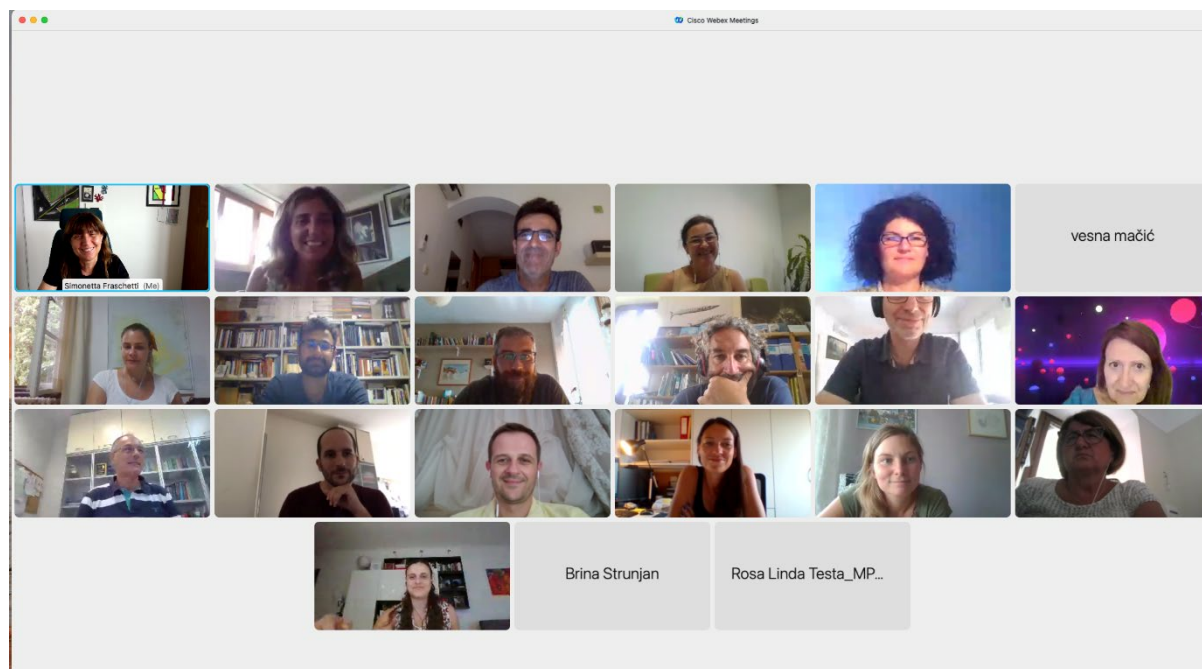 Cisco Webex Meetings
Simonetta Fraschetti (Me)
vesna mačić
Brina Strunjan
Rosa Linda Testa_MP...